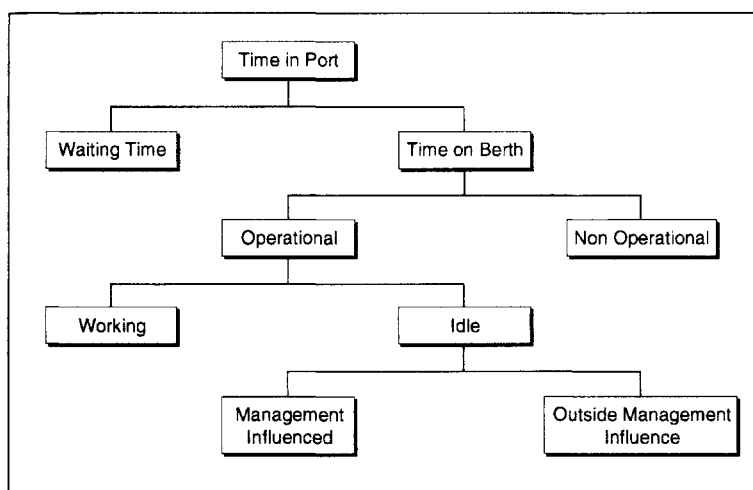 Time in Port
Waiting Time
Time on Berth
Operational
Non Operational
Working
Idle
Management
Influenced
Outside Management
Influence